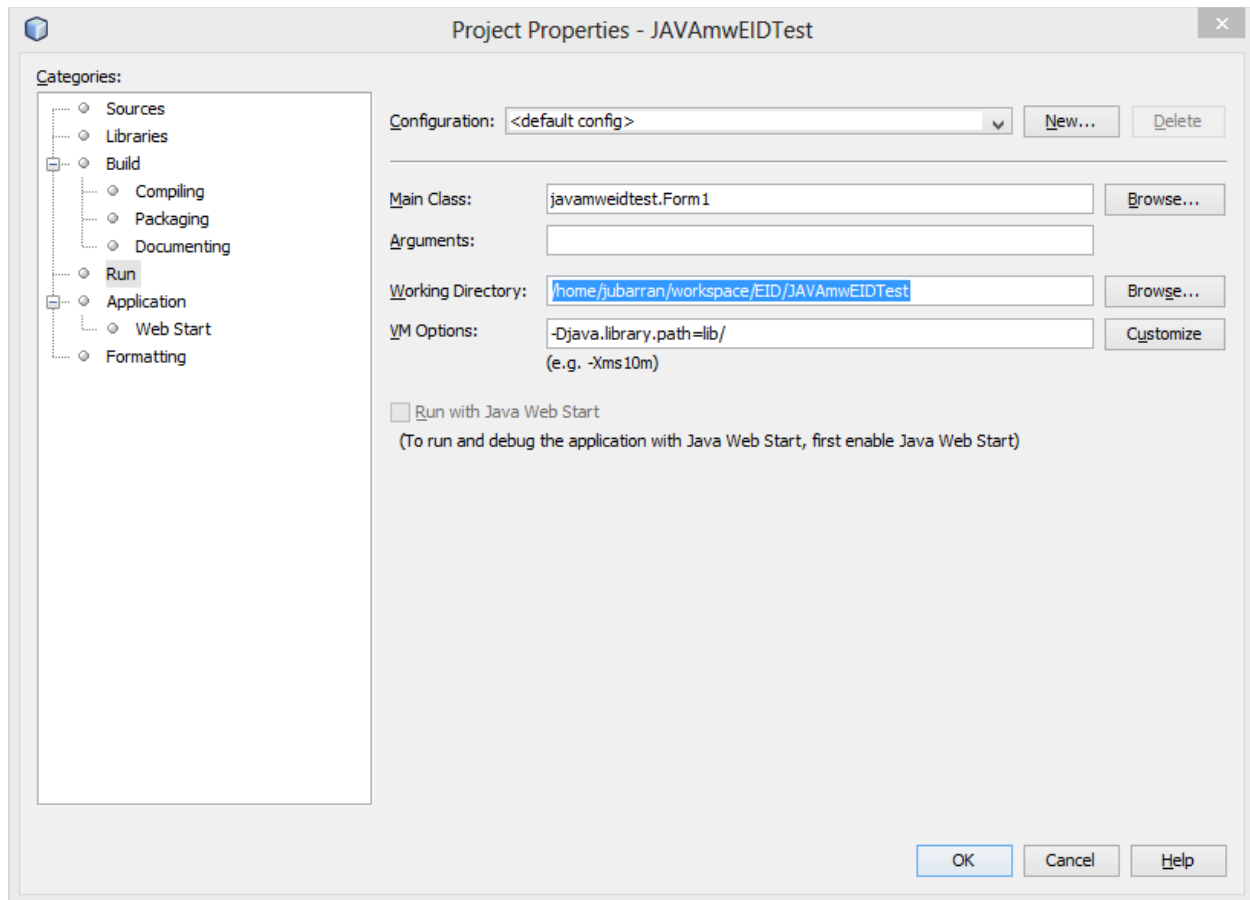 Project Properties - JAVAmwEIDTest
Categories:
Sources
Libraries
Build
Compiling
Packaging
Documenting
Run
Application
Web Start
Formatting
Configuration: <default config> New... Delete
Main Class: javamweidtest.Form1 Browse...
Arguments:
Working Directory: /home/jubarran/workspace/EID/JAVAmwEIDTest Browse...
VM Options: -Djava.library.path=lib/ Customize
(e.g. -Xms10m)
Run with Java Web Start
(To run and debug the application with Java Web Start, first enable Java Web Start)
OK Cancel Help